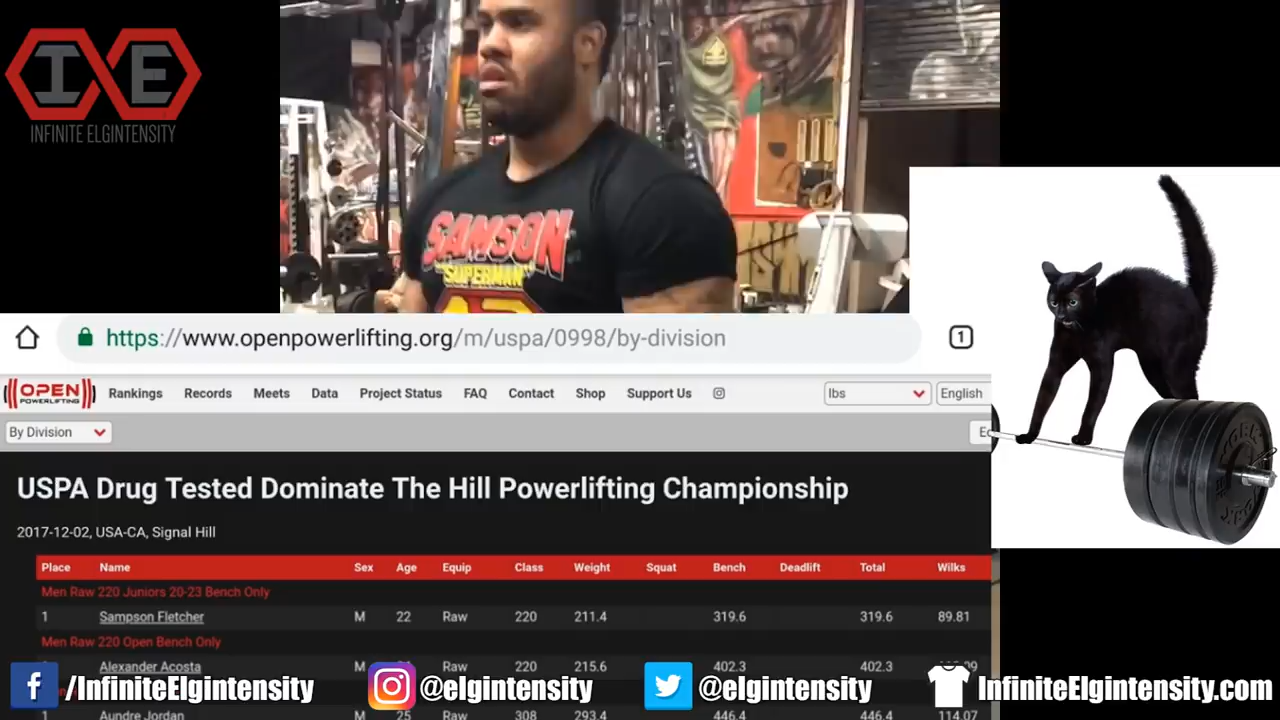 IE
INFINITE ELGINTENSITY
SAMSON
"SUPERMAN"
https://www.openpowerlifting.org/m/uspa/0998/by-division
1
OPEN
POWERLIFTING
Rankings Records Meets Data Project Status FAQ Contact Shop Support Us lbs English
By Division
USPA Drug Tested Dominate The Hill Powerlifting Championship
2017-12-02, USA-CA, Signal Hill
Place Name Sex Age Equip Class Weight Squat Bench Deadlift Total Wilks
Men Raw 220 Juniors 20-23 Bench Only
1 Sampson Fletcher M 22 Raw 220 211.4 319.6 319.6 89.81
Men Raw 220 Open Bench Only
Alexander Acosta M Raw 220 215.6 402.3 402.3
1 Aundre Jordan M 25 Raw 308 293.4 446.4 446.4 114.07
/InfiniteElgintensity @elgintensity @elgintensity InfiniteElgintensity.com